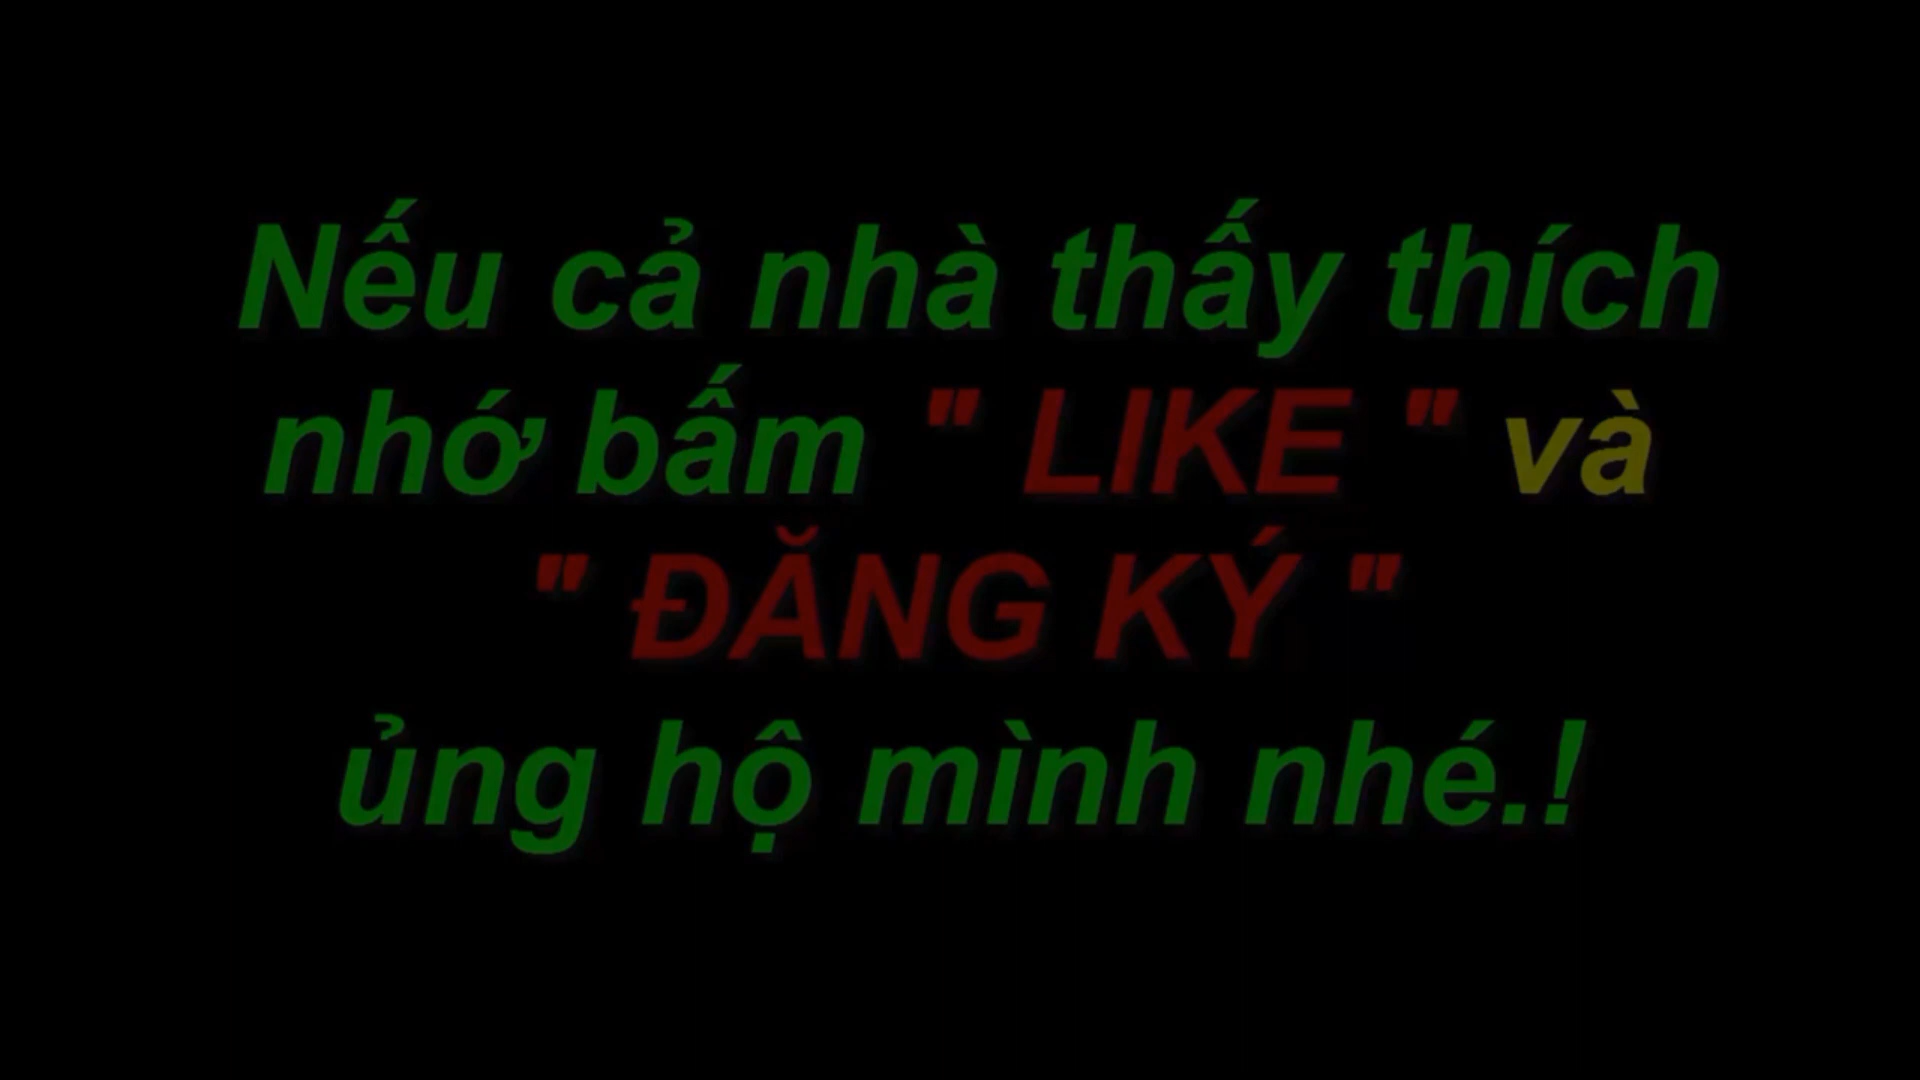 Nếu cả nhà thấy thích
nhớ bấm " LIKE " và
" ĐĂNG KÝ "
ủng hộ mình nhé.!